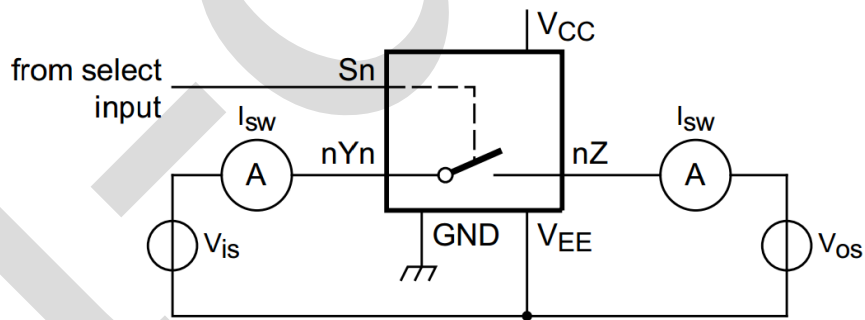 V_CC
from select
input
Sn
I_sw
I_sw
nYn
nZ
A
A
V_is
GND
V_EE
V_os